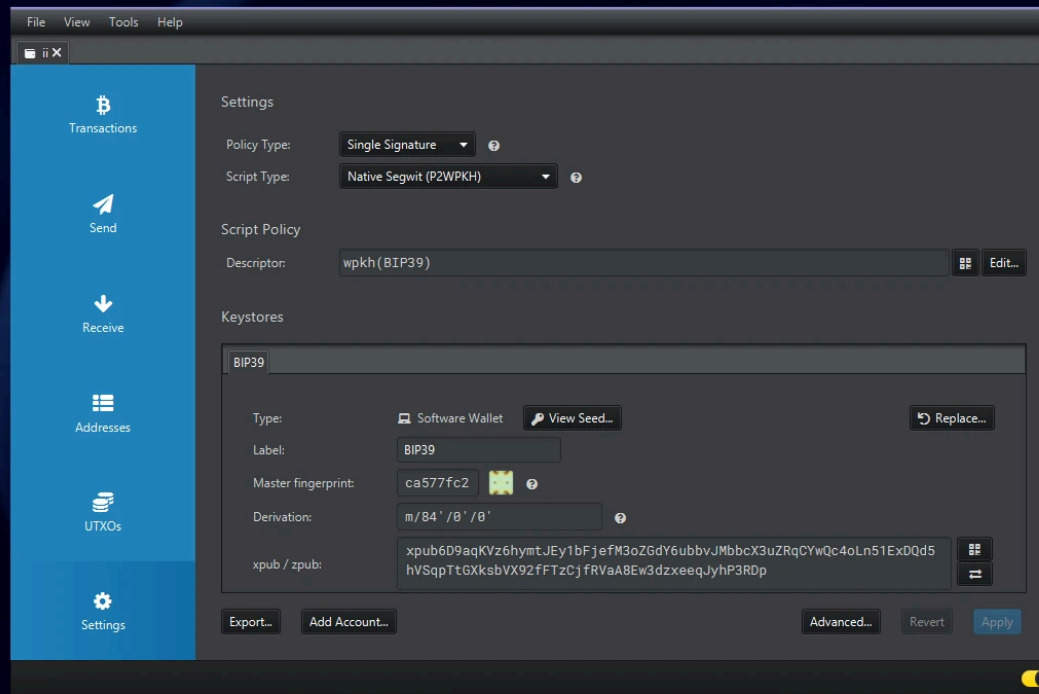 File View Tools Help
ii
Transactions
Send
Receive
Addresses
UTXOs
Settings
Settings
Policy Type: Single Signature
Script Type: Native Segwit (P2WPKH)
Script Policy
Descriptor: wpkh(BIP39) Edit...
Keystores
BIP39
Type: Software Wallet View Seed... Replace...
Label: BIP39
Master fingerprint: ca577fc2
Derivation: m/84'/0'/0'
xpub / zpub: xpub6D9aqKVz6hymtJEy1bFjefM3oZGdY6ubbvJMbbcX3uZRqCYwQc4oLn51ExDQd5
hVSqpTtGXksbVX92fFTzCjfRVaA8Ew3dzxeeqJyhP3RDp
Export... Add Account... Advanced... Revert Apply